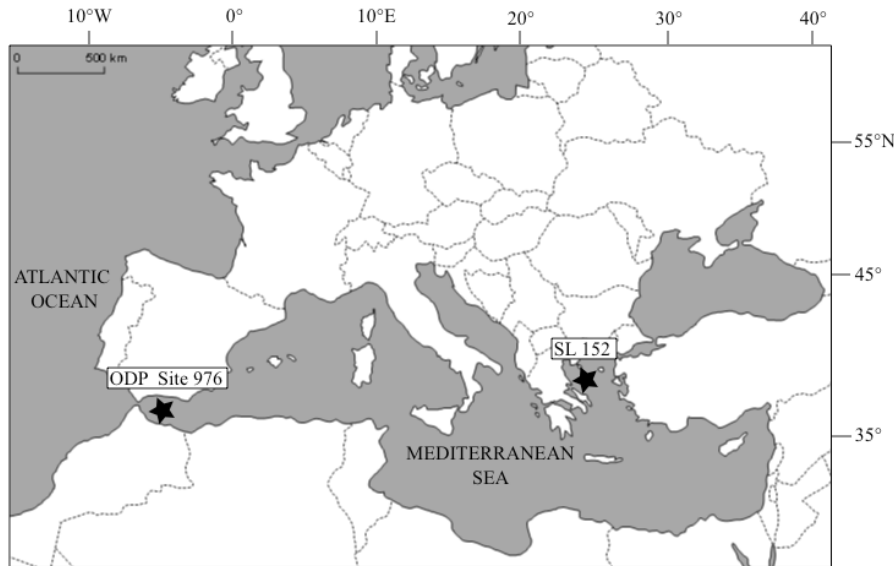 10°W 0° 10°E 20° 30° 40°
0 500 km
55°N
ATLANTIC
OCEAN
45°
SL 152
ODP Site 976
35°
MEDITERRANEAN
SEA